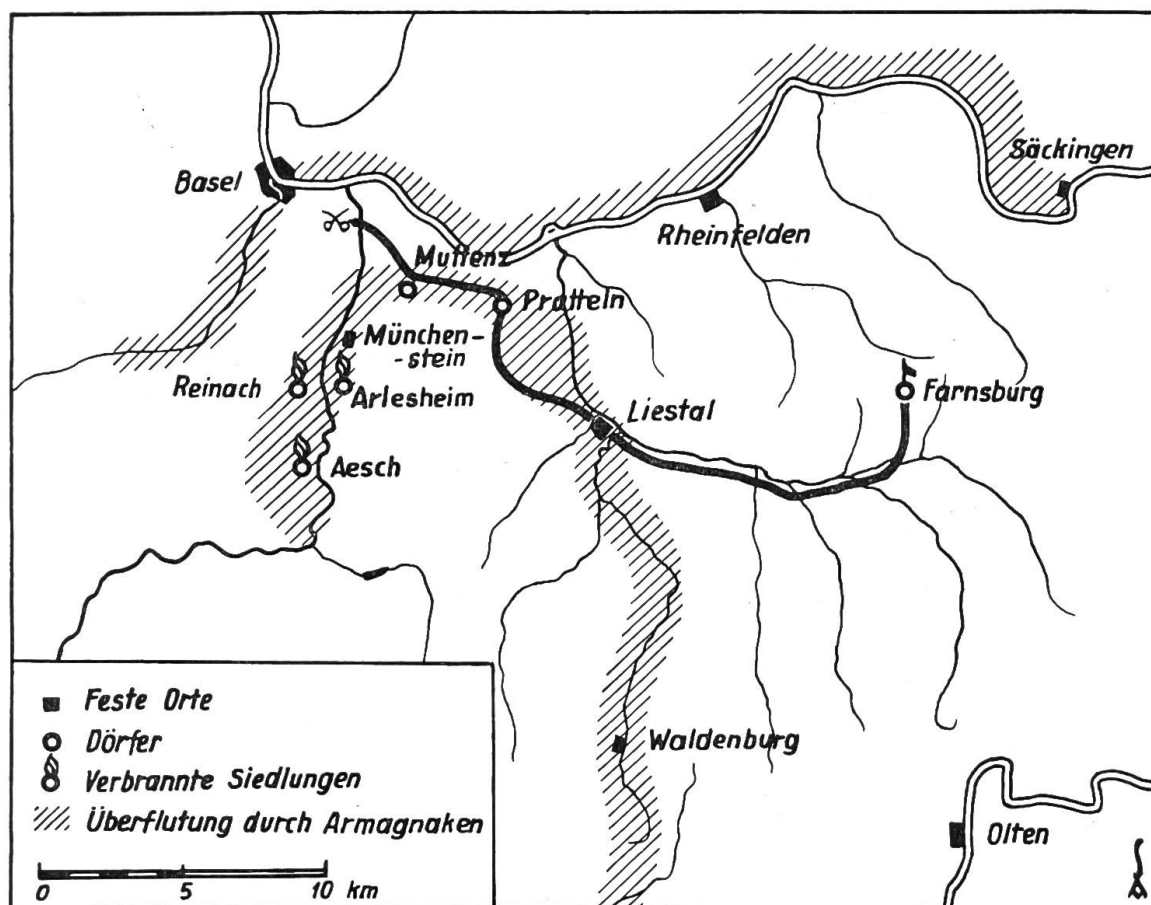 Säckingen
Basel
Rheinfelden
Muttenz
Pratteln
München-
-stein
Reinach
Arlesheim
Liestal
Farnsburg
Aesch
Waldenburg
Olten
Feste Orte
Dörfer
Verbrannte Siedlungen
Überflutung durch Armagnaken
0 5 10 km